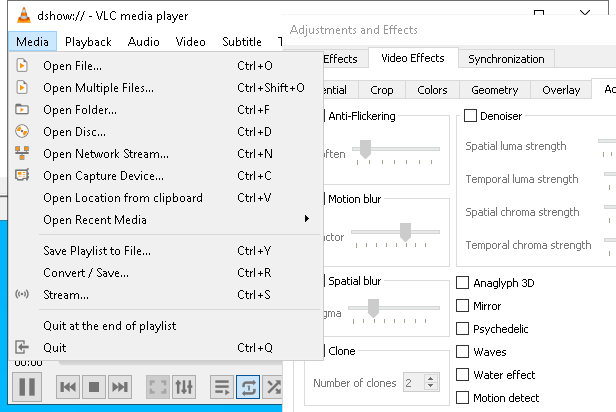 dshow:// - VLC media player
Media Playback Audio Video Subtitle
Open File... Ctrl+O
Open Multiple Files... Ctrl+Shift+O
Open Folder... Ctrl+F
Open Disc... Ctrl+D
Open Network Stream... Ctrl+N
Open Capture Device... Ctrl+C
Open Location from clipboard Ctrl+V
Open Recent Media
Save Playlist to File... Ctrl+Y
Convert / Save... Ctrl+R
Stream... Ctrl+S
Quit at the end of playlist
Quit Ctrl+Q
00:00
Adjustments and Effects
Effects Video Effects Synchronization
Crop Colors Geometry Overlay
Anti-Flickering
Motion blur
Spatial blur
Clone
Number of clones 2
Denoiser
Spatial luma strength
Temporal luma strength
Spatial chroma strength
Temporal chroma strength
Anaglyph 3D
Mirror
Psychedelic
Waves
Water effect
Motion detect